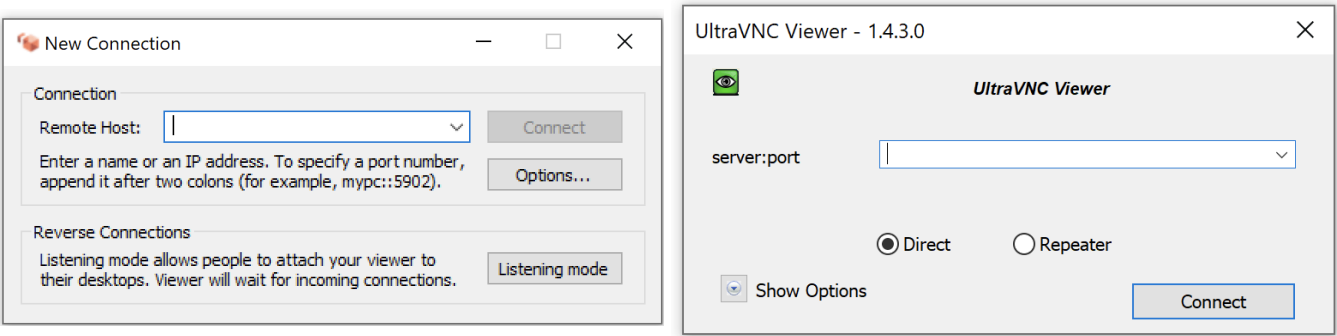 New Connection
Connection
Remote Host:
Connect
Enter a name or an IP address. To specify a port number,
append it after two colons (for example, mypc::5902).
Options...
Reverse Connections
Listening mode allows people to attach your viewer to
their desktops. Viewer will wait for incoming connections.
Listening mode
UltraVNC Viewer - 1.4.3.0
UltraVNC Viewer
server:port
Direct
Repeater
Show Options
Connect